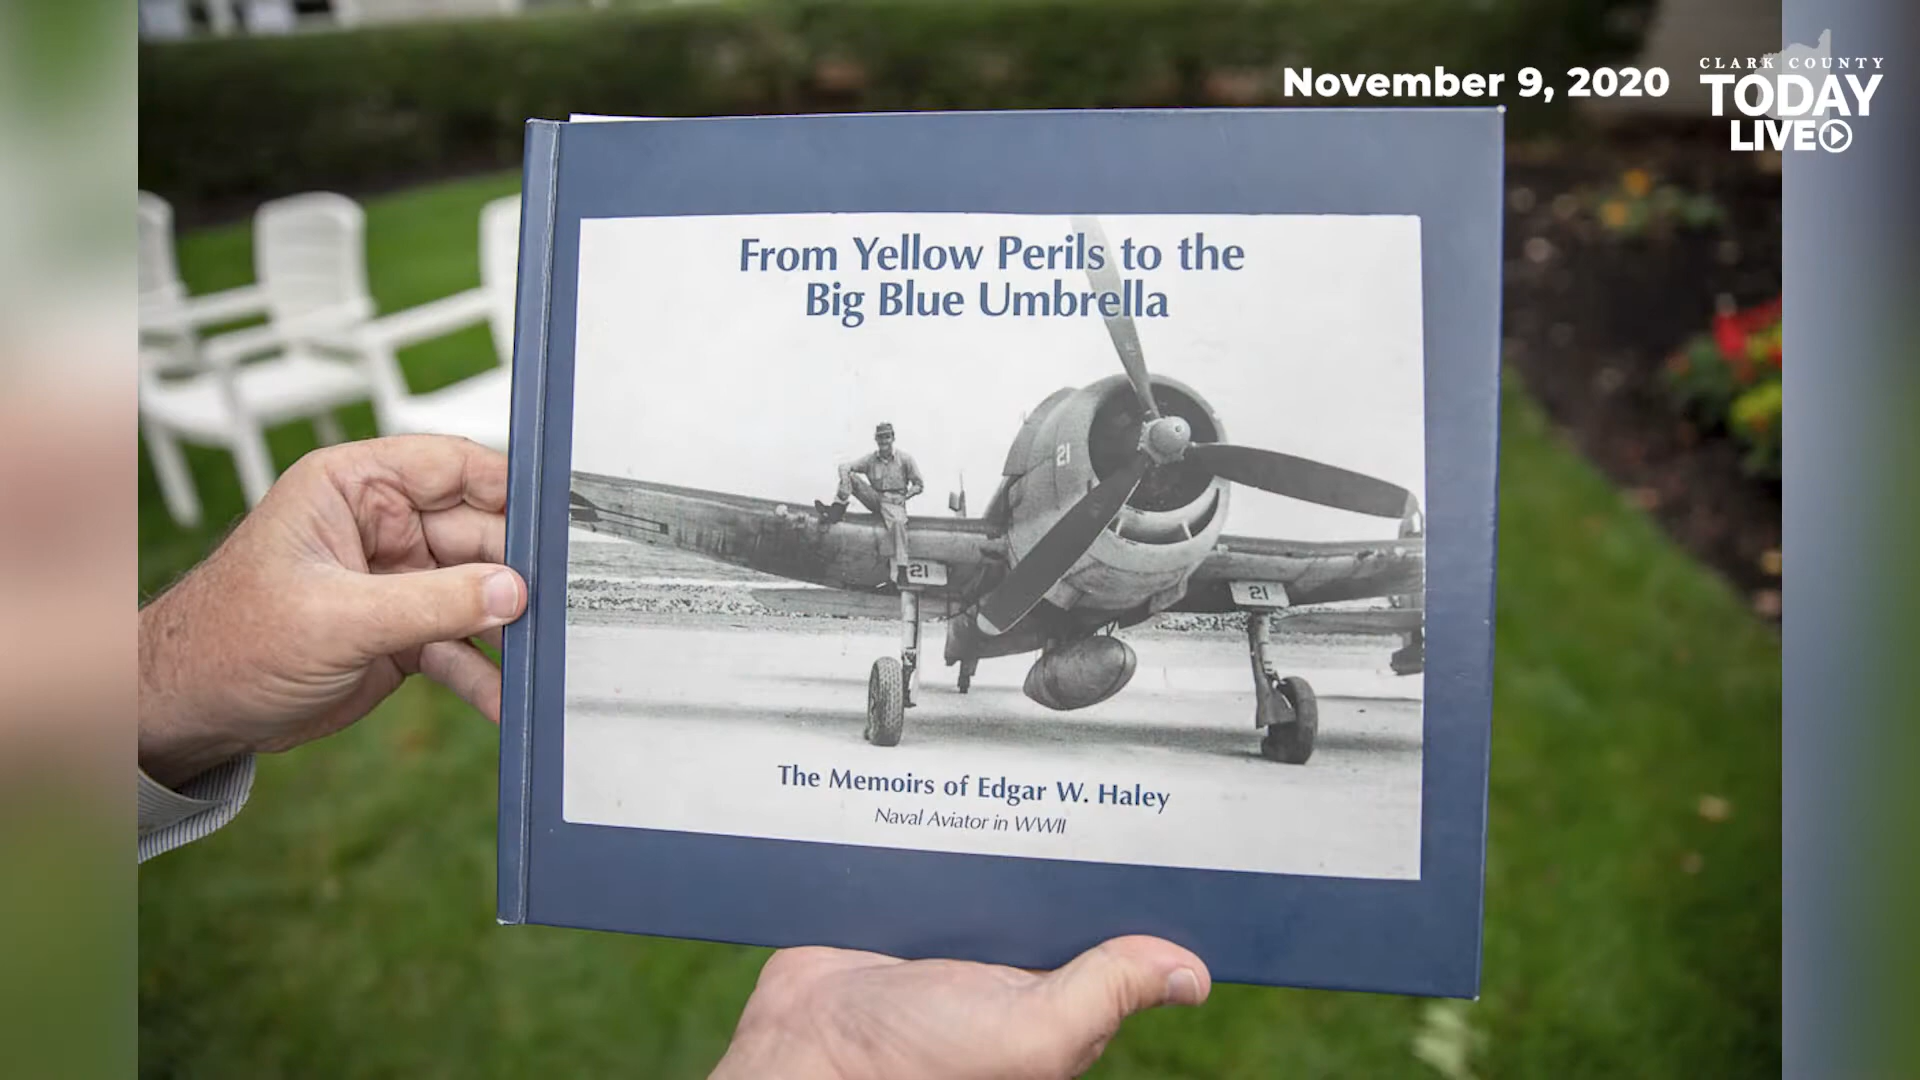 November 9, 2020
CLARK COUNTY
TODAY
LIVE
From Yellow Perils to the
Big Blue Umbrella
21
21
21
The Memoirs of Edgar W. Haley
Naval Aviator in WWII